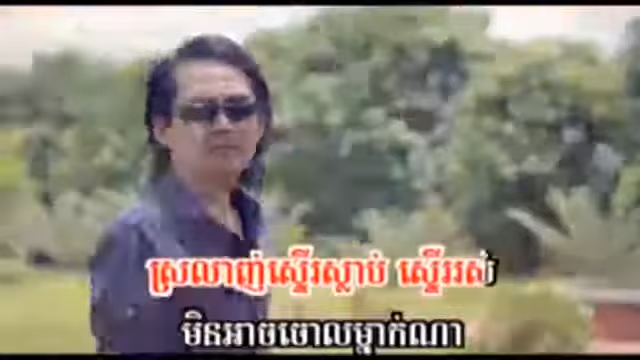 ស្រលាញ់ស្ទើរស្លាប់ ស្ទើររស់
មិនអាចចោលម្នាក់ណា